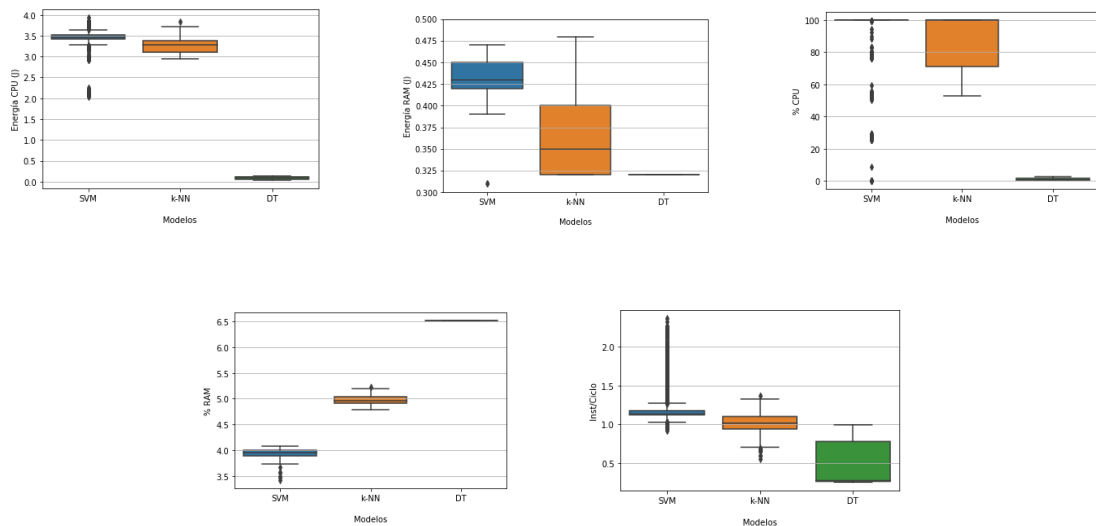 Energía CPU (J)
4.0
3.5
3.0
2.5
2.0
1.5
1.0
0.5
0.0
SVM
k-NN
DT
Modelos
Energía RAM (J)
0.500
0.475
0.450
0.425
0.400
0.375
0.350
0.325
0.300
SVM
k-NN
DT
Modelos
% CPU
100
80
60
40
20
0
SVM
k-NN
DT
Modelos
% RAM
6.5
6.0
5.5
5.0
4.5
4.0
3.5
SVM
k-NN
DT
Modelos
Inst/Ciclo
2.0
1.5
1.0
0.5
SVM
k-NN
DT
Modelos